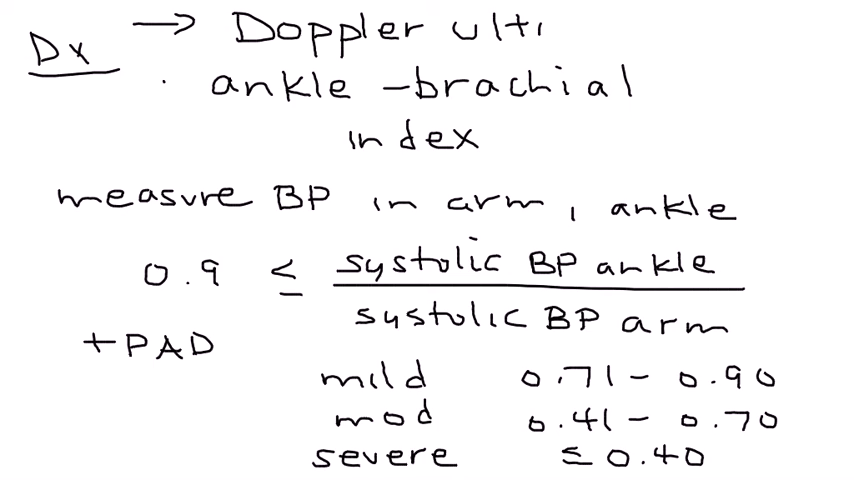 Dx → Doppler ultr
ankle-brachial
index
measure BP in arm, ankle
0.9 ≤ systolic BP ankle
systolic BP arm
+PAD
mild 0.71 - 0.90
mod 0.41 - 0.70
severe ≤ 0.40